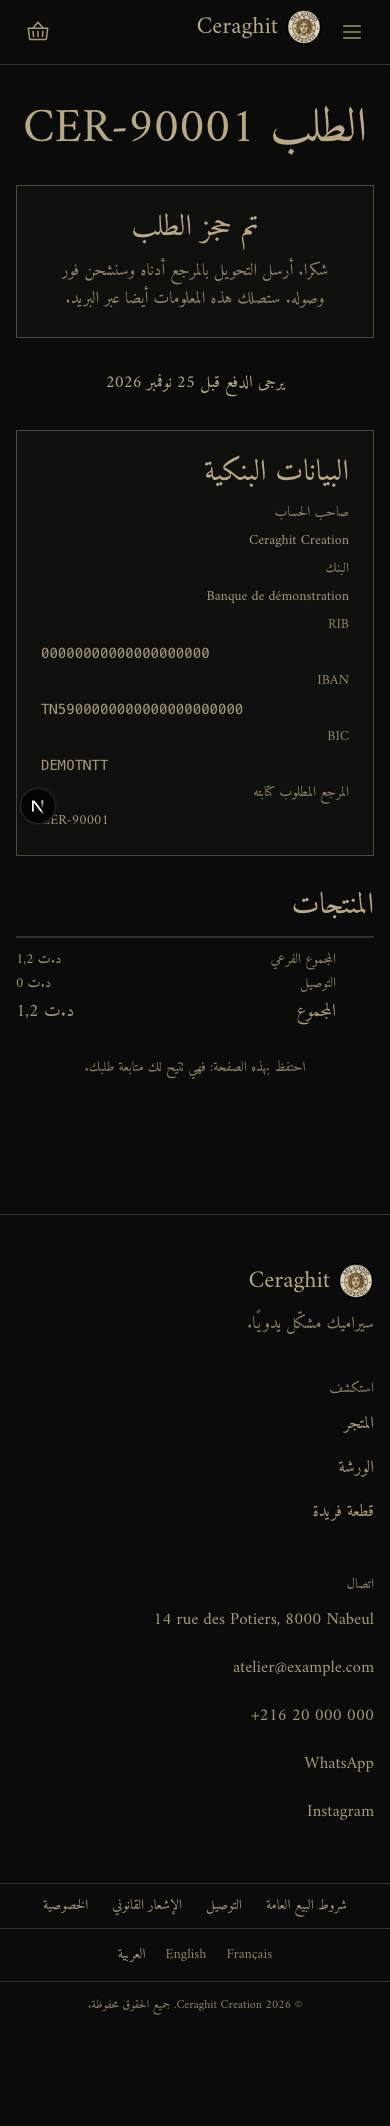 Ceraghit
الطلب CER-90001
تم حجز الطلب
شكرا. أرسل التحويل بالمرجع أدناه وسنشحن فور
وصوله. ستصلك هذه المعلومات أيضا عبر البريد.
يرجى الدفع قبل 25 نوفمبر 2026
البيانات البنكية
صاحب الحساب
Ceraghit Creation
البنك
Banque de démonstration
RIB
00000000000000000000
IBAN
TN5900000000000000000000
BIC
DEMOTNTT
المرجع المطلوب كتابته
CER-90001
المنتجات
المجموع الفرعي 1,2 د.ت
التوصيل 0 د.ت
المجموع 1,2 د.ت
احتفظ بهذه الصفحة: فهي تتيح لك متابعة طلبك.
Ceraghit
سيراميك مشكّل يدويًا.
استكشف
المتجر
الورشة
قطعة فريدة
اتصال
14 rue des Potiers, 8000 Nabeul
atelier@example.com
+216 20 000 000
WhatsApp
Instagram
شروط البيع العامة التوصيل الإشعار القانوني الخصوصية
Français English العربية
© 2026 Ceraghit Creation. جميع الحقوق محفوظة.